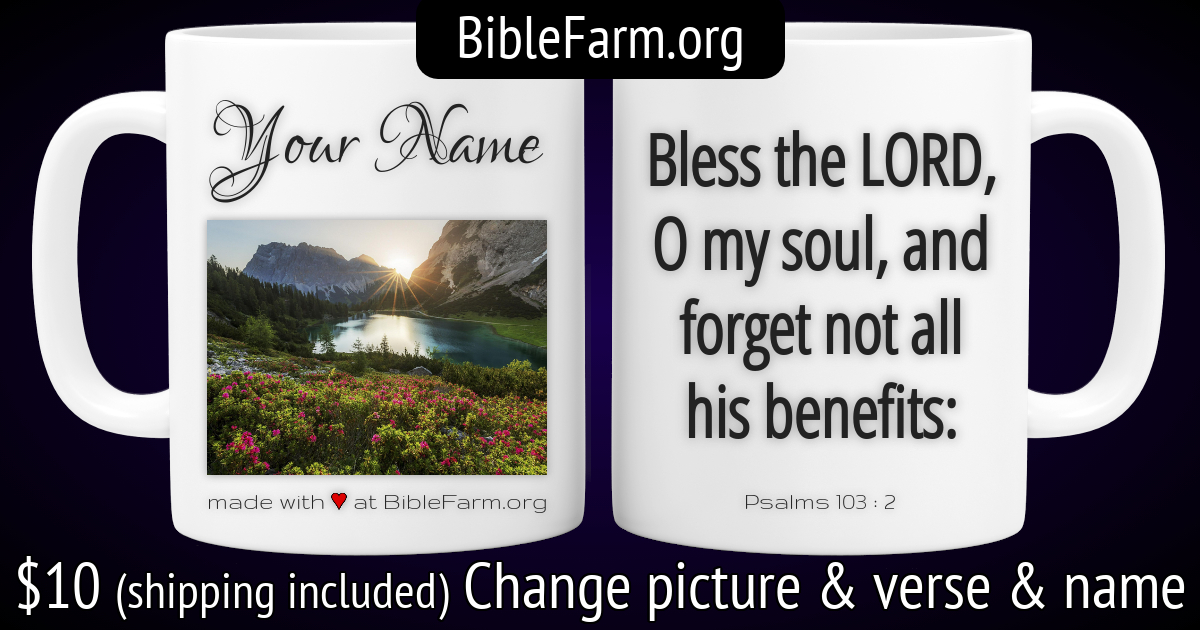 BibleFarm.org
Your Name
made with ♥ at BibleFarm.org
Bless the LORD,
O my soul, and
forget not all
his benefits:
Psalms 103 : 2
$10 (shipping included) Change picture & verse & name